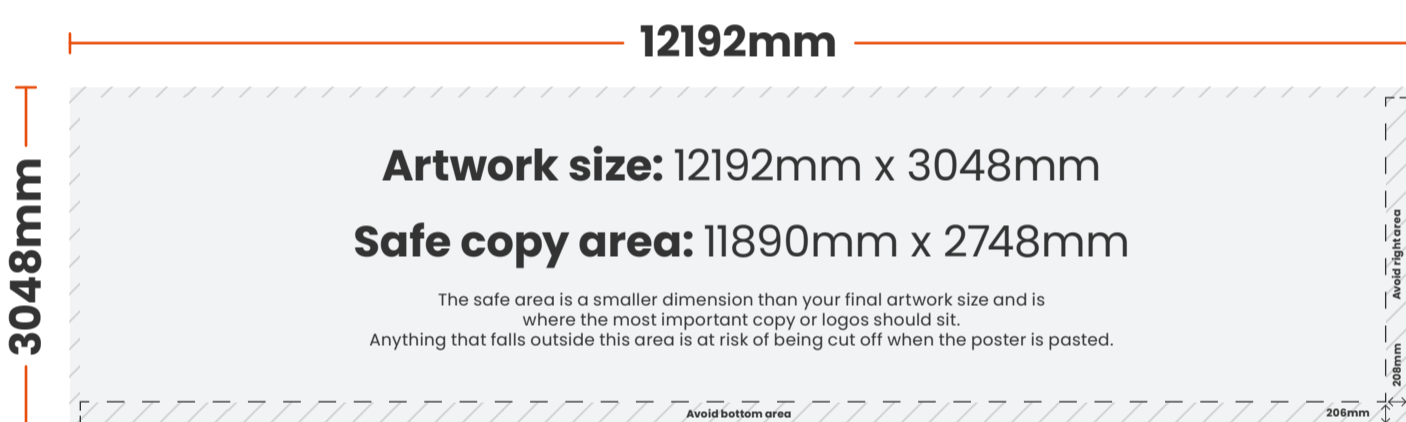 12192mm
3048mm
Artwork size: 12192mm x 3048mm
Safe copy area: 11890mm x 2748mm
The safe area is a smaller dimension than your final artwork size and is
where the most important copy or logos should sit.
Anything that falls outside this area is at risk of being cut off when the poster is pasted.
Avoid right area
208mm
Avoid bottom area
206mm